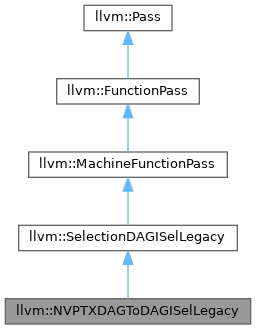 llvm::Pass
llvm::FunctionPass
llvm::MachineFunctionPass
llvm::SelectionDAGISelLegacy
llvm::NVPTXDAGToDAGISelLegacy